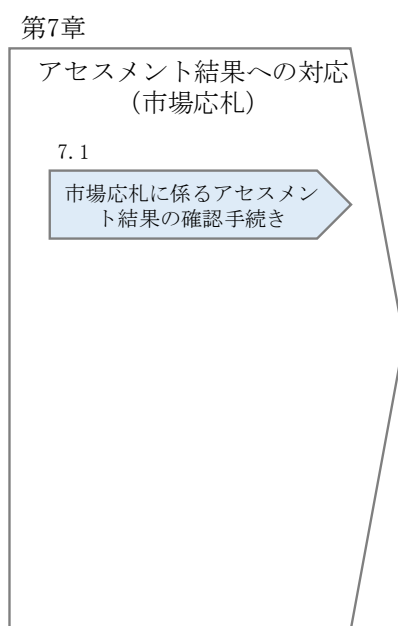 第7章
アセスメント結果への対応
（市場応札）
7.1
市場応札に係るアセスメン
ト結果の確認手続き